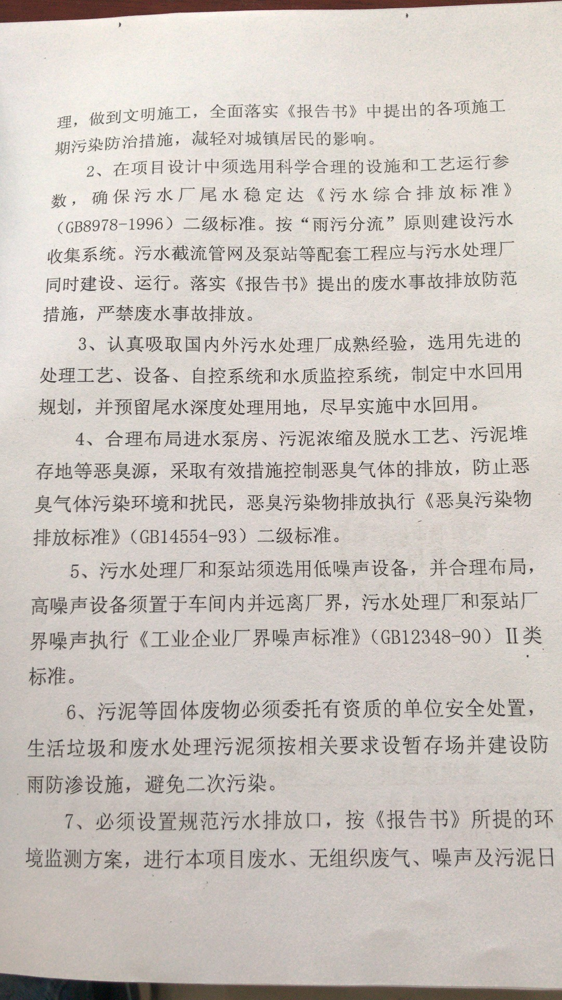 理，做到文明施工，全面落实《报告书》中提出的各项施工
期污染防治措施，减轻对城镇居民的影响。
2、在项目设计中须选用科学合理的设施和工艺运行参
数，确保污水厂尾水稳定达《污水综合排放标准》
（GB8978-1996）二级标准。按“雨污分流”原则建设污水
收集系统。污水截流管网及泵站等配套工程应与污水处理厂
同时建设、运行。落实《报告书》提出的废水事故排放防范
措施，严禁废水事故排放。
3、认真吸取国内外污水处理厂成熟经验，选用先进的
处理工艺、设备、自控系统和水质监控系统，制定中水回用
规划，并预留尾水深度处理用地，尽早实施中水回用。
4、合理布局进水泵房、污泥浓缩及脱水工艺、污泥堆
存地等恶臭源，采取有效措施控制恶臭气体的排放，防止恶
臭气体污染环境和扰民，恶臭污染物排放执行《恶臭污染物
排放标准》（GB14554-93）二级标准。
5、污水处理厂和泵站须选用低噪声设备，并合理布局，
高噪声设备须置于车间内并远离厂界，污水处理厂和泵站厂
界噪声执行《工业企业厂界噪声标准》（GB12348-90）Ⅱ类
标准。
6、污泥等固体废物必须委托有资质的单位安全处置，
生活垃圾和废水处理污泥须按相关要求设暂存场并建设防
雨防渗设施，避免二次污染。
7、必须设置规范污水排放口，按《报告书》所提的环
境监测方案，进行本项目废水、无组织废气、噪声及污泥日